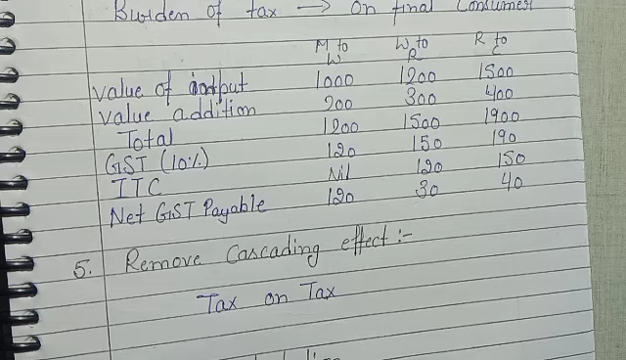 Burden of tax → On final Consumer
M to W W to R R to C
value of input 1000 1200 1500
value addition 200 300 400
Total 1200 1500 1900
GST (10%) 120 150 190
ITC Nil 120 150
Net GST Payable 120 30 40
5. Remove Cascading effect :-
Tax on Tax